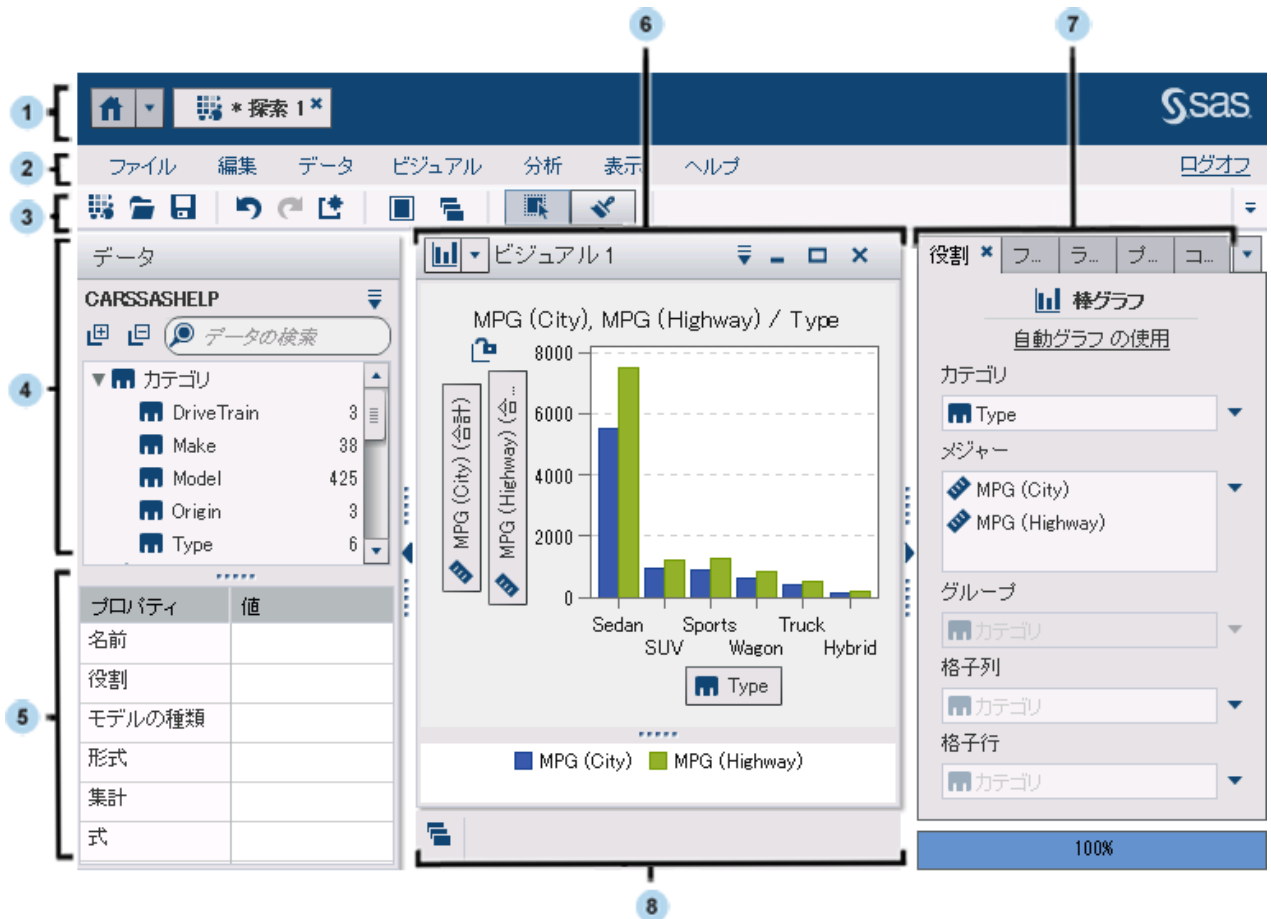 6
7
1
* 探索 1
sas
2
ファイル 編集 データ ビジュアル 分析 表示 ヘルプ ログオフ
3
4
データ
CARSSASHELP
データの検索
カテゴリ
DriveTrain 3
Make 38
Model 425
Origin 3
Type 6
5
プロパティ 値
名前
役割
モデルの種類
形式
集計
式
ビジュアル 1
MPG (City), MPG (Highway) / Type
MPG (City) (合計)
MPG (Highway) (合...
8000
6000
4000
2000
0
Sedan
SUV
Sports
Wagon
Truck
Hybrid
Type
MPG (City) MPG (Highway)
8
役割 フ... ラ... プ... コ...
棒グラフ
自動グラフ の使用
カテゴリ
Type
メジャー
MPG (City)
MPG (Highway)
グループ
カテゴリ
格子列
カテゴリ
格子行
カテゴリ
100%